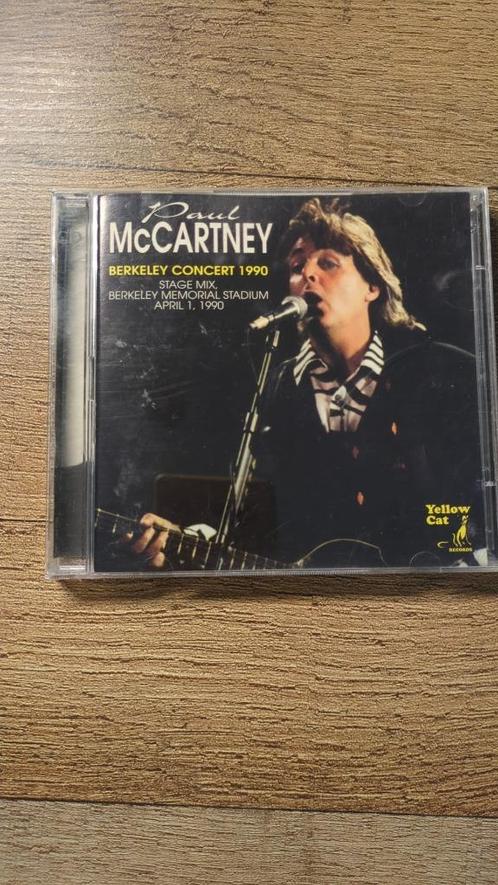 Paul
McCARTNEY
BERKELEY CONCERT 1990
STAGE MIX,
BERKELEY MEMORIAL STADIUM
APRIL 1, 1990
Yellow
Cat
RECORDS